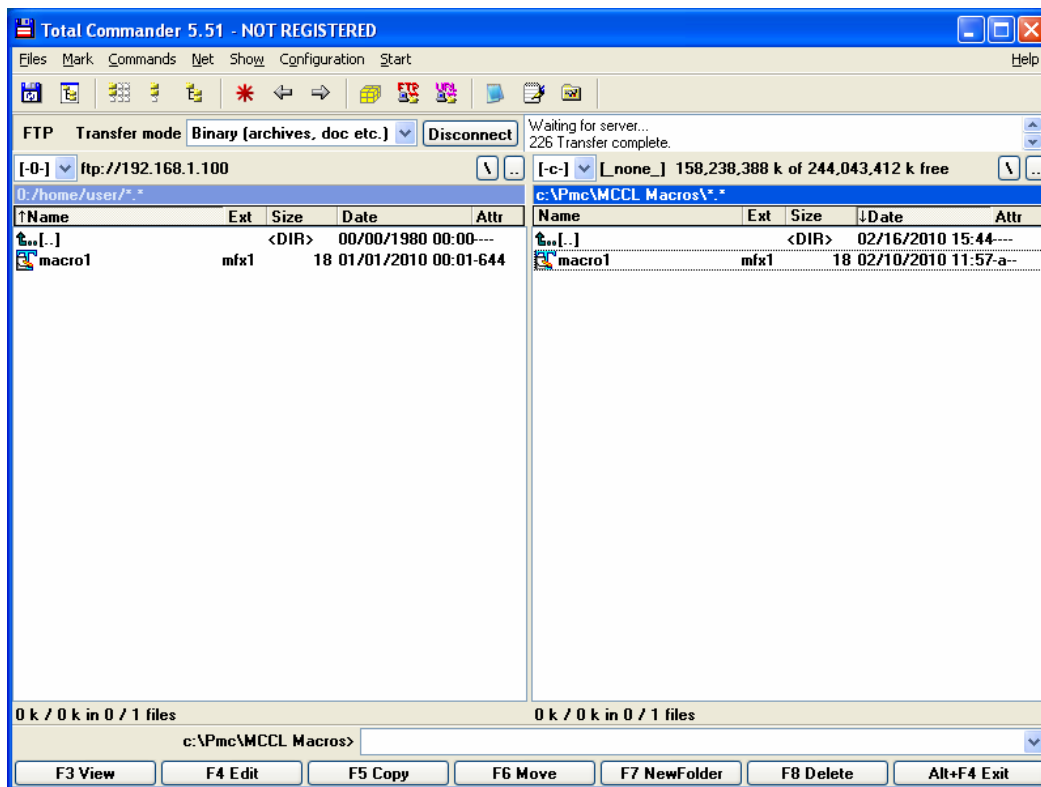 Total Commander 5.51 - NOT REGISTERED
Files Mark Commands Net Show Configuration Start Help
FTP Transfer mode Binary (archives, doc etc.) Disconnect
Waiting for server...
226 Transfer complete.
[-0-] ftp://192.168.1.100 \ ..
[-c-] [_none_] 158,238,388 k of 244,043,412 k free \ ..
0:/home/user/*.*
c:\Pmc\MCCL Macros\*.*
↑Name Ext Size Date Attr
Name Ext Size ↓Date Attr
[..] <DIR> 00/00/1980 00:00----
[..] <DIR> 02/16/2010 15:44----
macro1 mfx1 18 01/01/2010 00:01-644
macro1 mfx1 18 02/10/2010 11:57-a--
0 k / 0 k in 0 / 1 files
0 k / 0 k in 0 / 1 files
c:\Pmc\MCCL Macros>
F3 View F4 Edit F5 Copy F6 Move F7 NewFolder F8 Delete Alt+F4 Exit